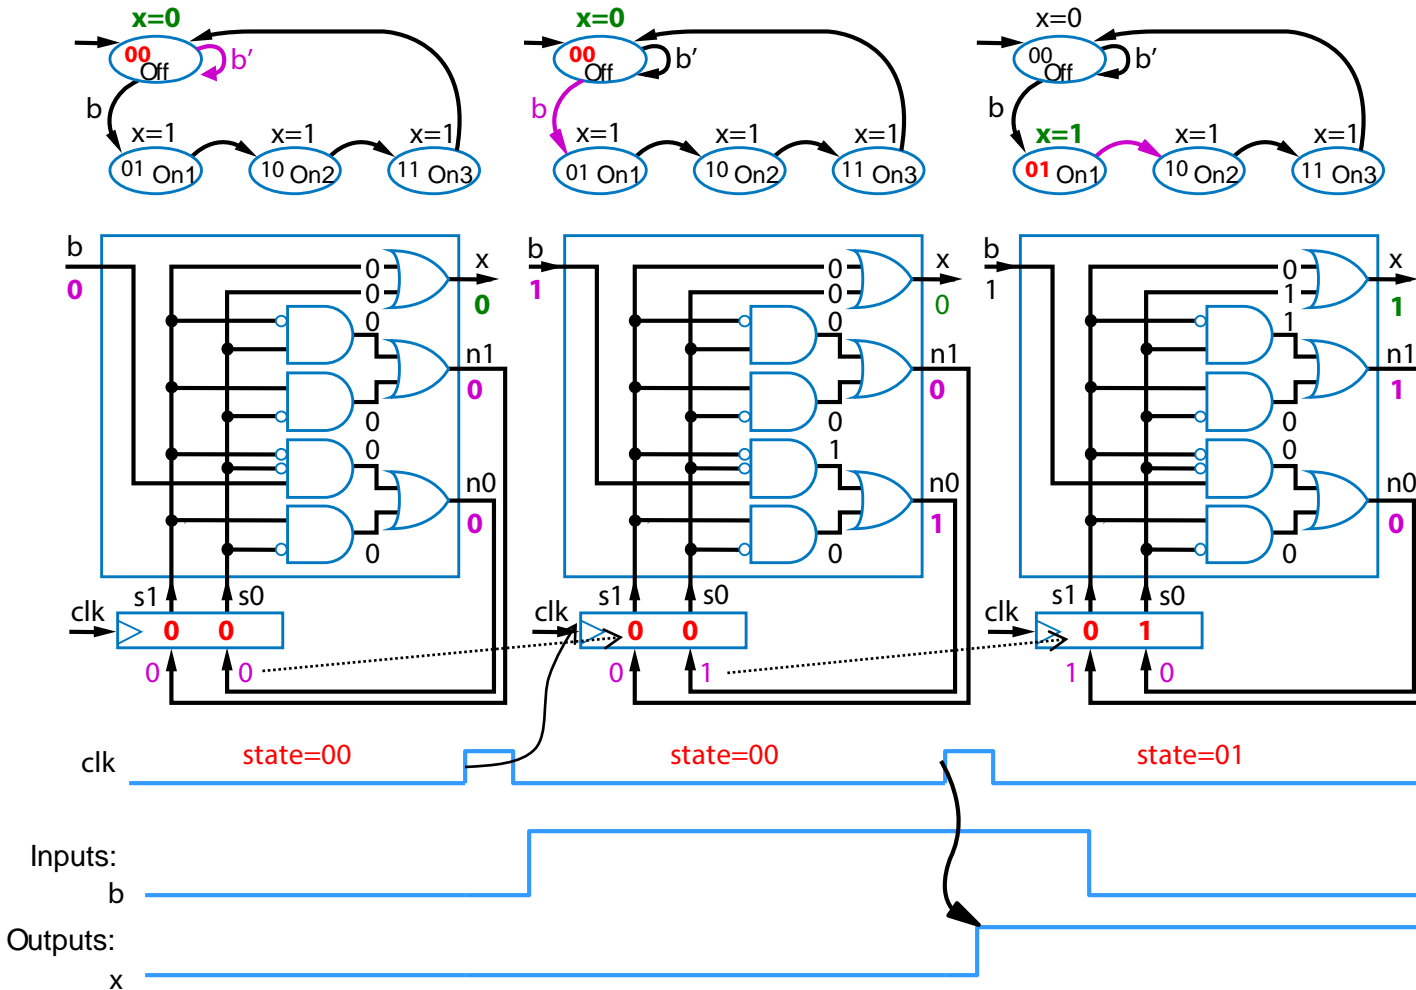 x=0 x=0 x=0
00 Off b’ 00 Off b’ 00 Off b’
b b b
x=1 x=1 x=1 x=1 x=1 x=1 x=1 x=1 x=1
01 On1 10 On2 11 On3 01 On1 10 On2 11 On3 01 On1 10 On2 11 On3
b x b x b x
0 0 0 0 1 0 0 0 1 0 1 1
0 n1 0 0 n1 0 1 n1 1
0 0 0
0 n0 0 1 n0 1 0 n0 0
0 0 0
s1 s0 s1 s0 s1 s0
clk 0 0 clk 0 0 clk 0 1
0 0 0 1 1 0
clk state=00 state=00 state=01
Inputs:
b
Outputs:
x